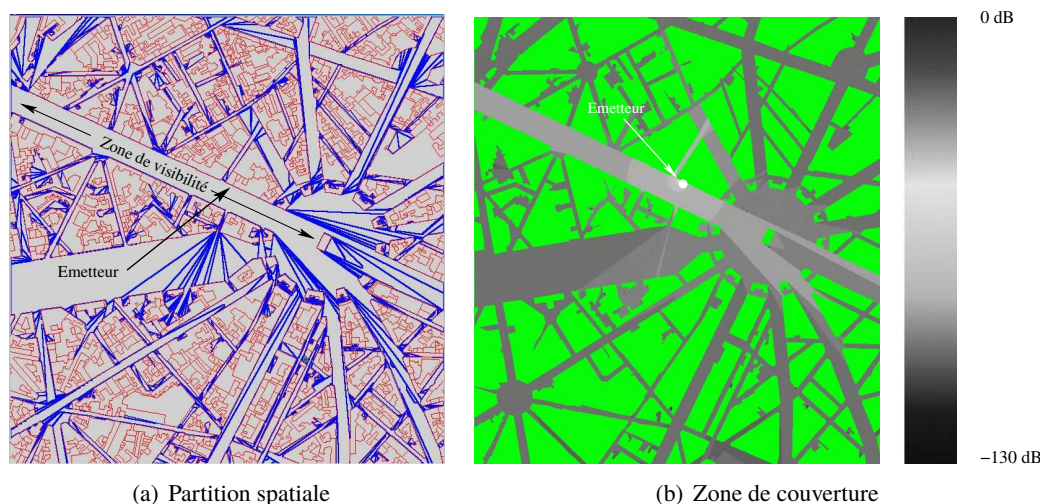 Zone de visibilité
Emetteur
Emetteur
0 dB
−130 dB
(a) Partition spatiale
(b) Zone de couverture